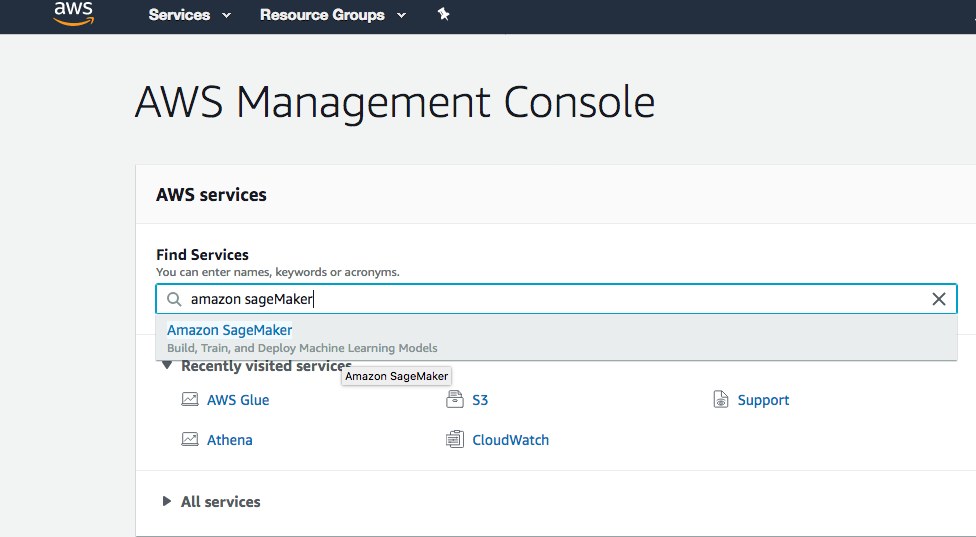 aws Services Resource Groups
AWS Management Console
AWS services
Find Services
You can enter names, keywords or acronyms.
amazon sageMaker
Amazon SageMaker
Build, Train, and Deploy Machine Learning Models
Recently visited services
Amazon SageMaker
AWS Glue S3 Support
Athena CloudWatch
All services